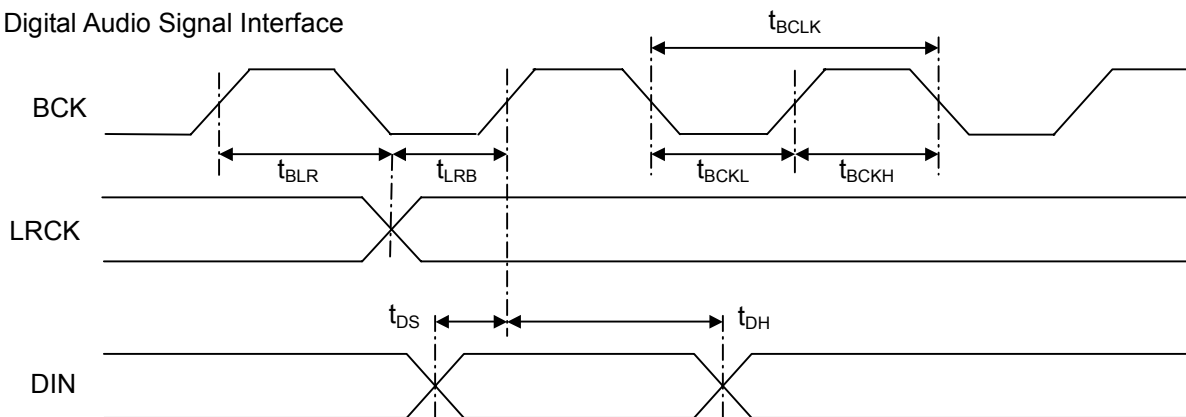 Digital Audio Signal Interface
tBCLK
BCK
tBLR tLRB tBCKL tBCKH
LRCK
tDS tDH
DIN